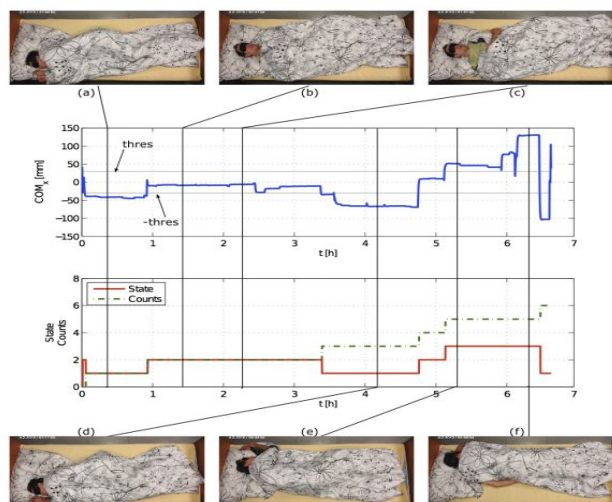 (a)
(b)
(c)
150
100
50
0
−50
−100
−150
COMₓ [mm]
thres
-thres
0 1 2 3 4 5 6 7
t [h]
8
6
4
2
0
State
Counts
State
Counts
0 1 2 3 4 5 6 7
t [h]
(d)
(e)
(f)